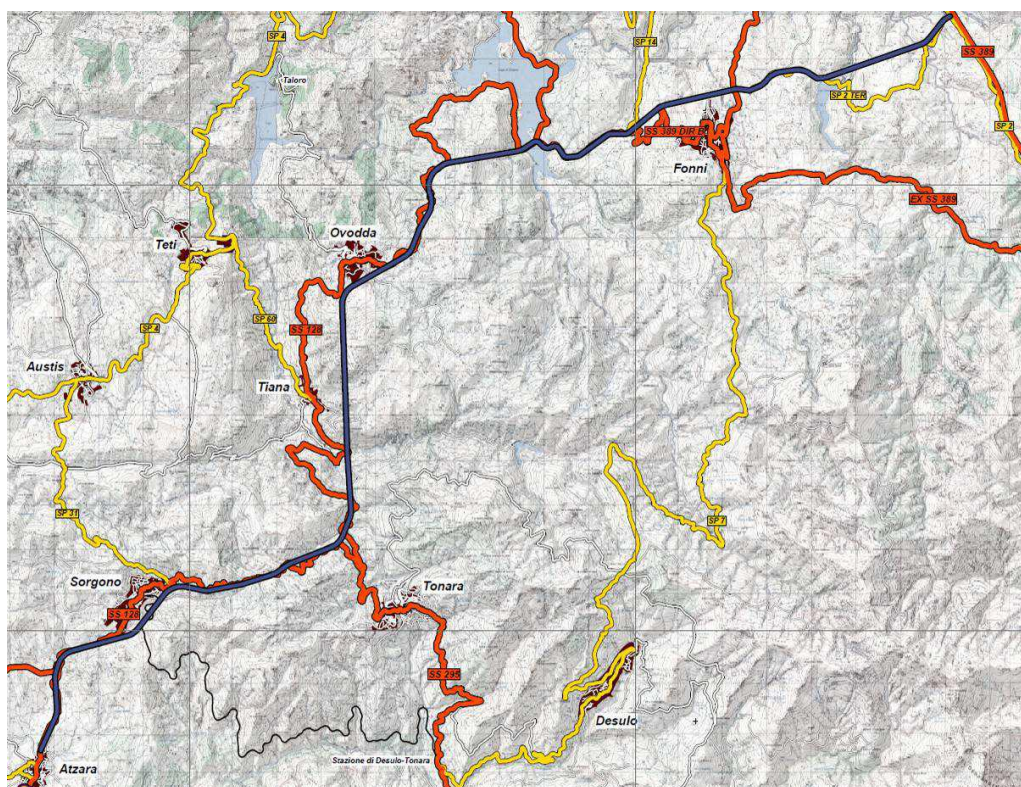 SP 4
SP 14
Taloro
SS 389
SP 2 TER
SP 2
SS 389 DIR B
Fonni
EX SS 389
Teti
Ovodda
SP 60
SP 4
SS 128
Austis
Tiana
SP 31
SP 7
Sorgono
SS 128
Tonara
SS 295
Desulo
Stazione di Desulo-Tonara
Atzara